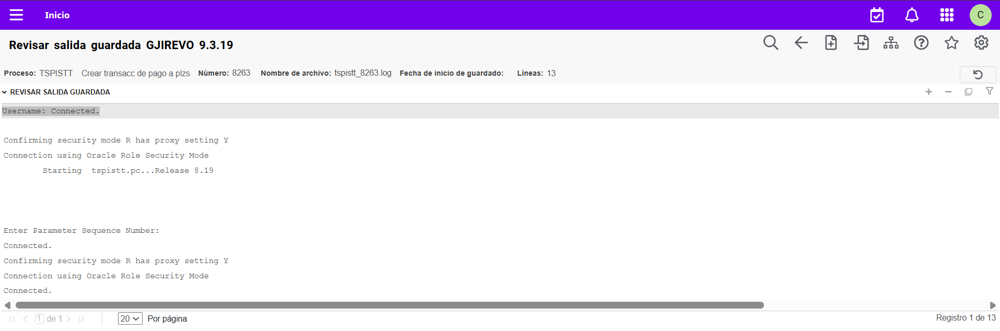 Inicio
C
Revisar salida guardada GJIREVO 9.3.19
Proceso: TSPISTT Crear transacc de pago a plzs Número: 8263 Nombre de archivo: tspistt_8263.log Fecha de inicio de guardado: Líneas: 13
REVISAR SALIDA GUARDADA
Username: Connected.
Confirming security mode R has proxy setting Y
Connection using Oracle Role Security Mode
Starting tspistt.pc...Release 8.19
Enter Parameter Sequence Number:
Connected.
Confirming security mode R has proxy setting Y
Connection using Oracle Role Security Mode
Connected.
1 de 1 20 Por página Registro 1 de 13